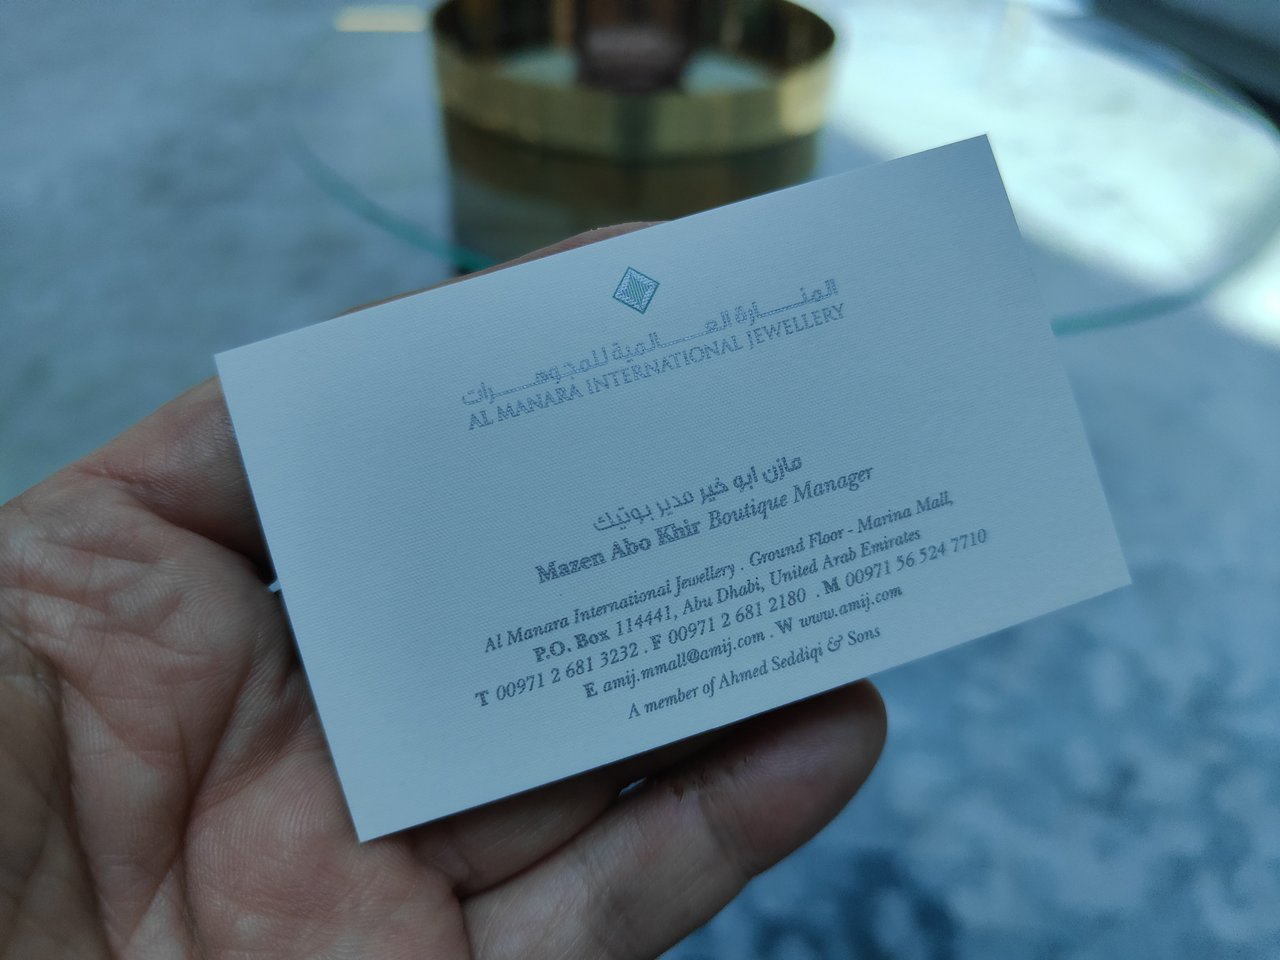 المنارة العالمية للمجوهرات
AL MANARA INTERNATIONAL JEWELLERY
مازن ابو خير مدير بوتيك
Mazen Abo Khir Boutique Manager
Al Manara International Jewellery . Ground Floor - Marina Mall,
P.O. Box 114441, Abu Dhabi, United Arab Emirates
T 00971 2 681 3232 . F 00971 2 681 2180 . M 00971 56 524 7710
E amij.mmall@amij.com . W www.amij.com
A member of Ahmed Seddiqi & Sons